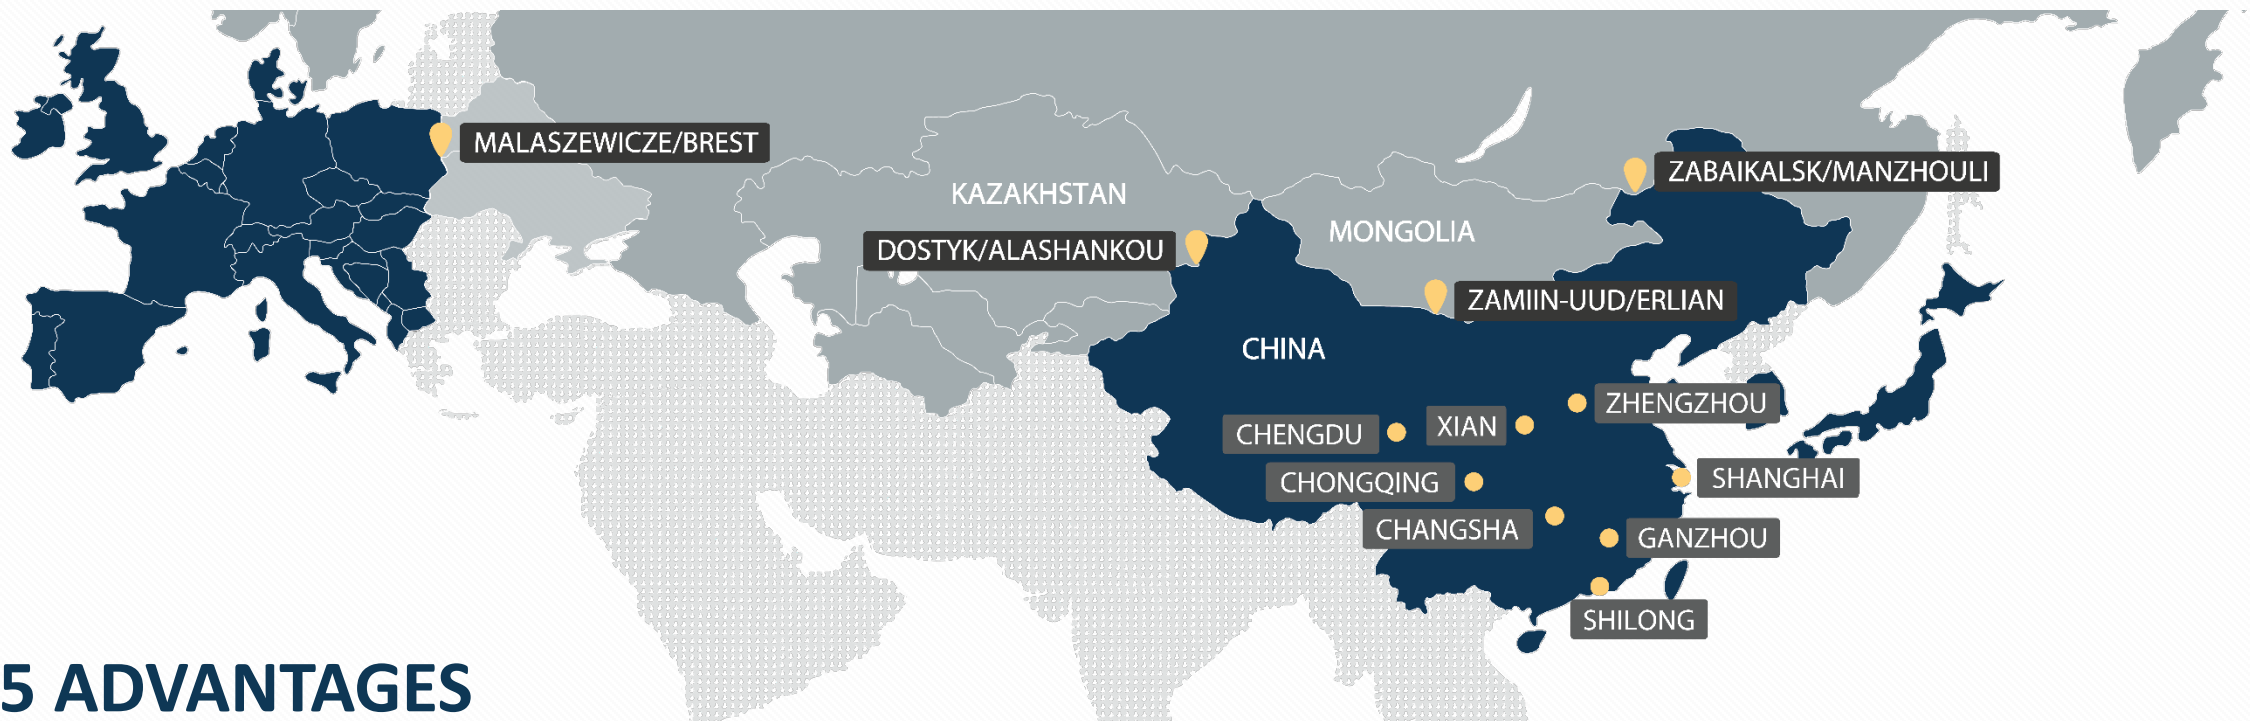 MALASZEWICZE/BREST
ZABAIKALSK/MANZHOULI
KAZAKHSTAN
MONGOLIA
DOSTYK/ALASHANKOU
ZAMIIN-UUD/ERLIAN
CHINA
ZHENGZHOU
XIAN
CHENGDU
SHANGHAI
CHONGQING
CHANGSHA
GANZHOU
SHILONG
5 ADVANTAGES